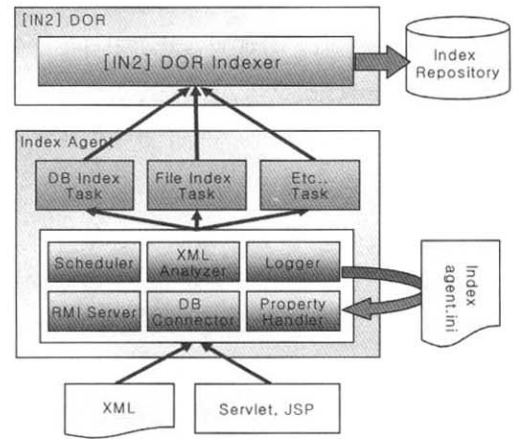 [IN2] DOR
[IN2] DOR Indexer
Index
Repository
Index Agent
DB Index
Task
File Index
Task
Etc..
Task
Scheduler
XML
Analyzer
Logger
RMI Server
DB
Connector
Property
Handler
Index
agent.ini
XML
Servlet, JSP